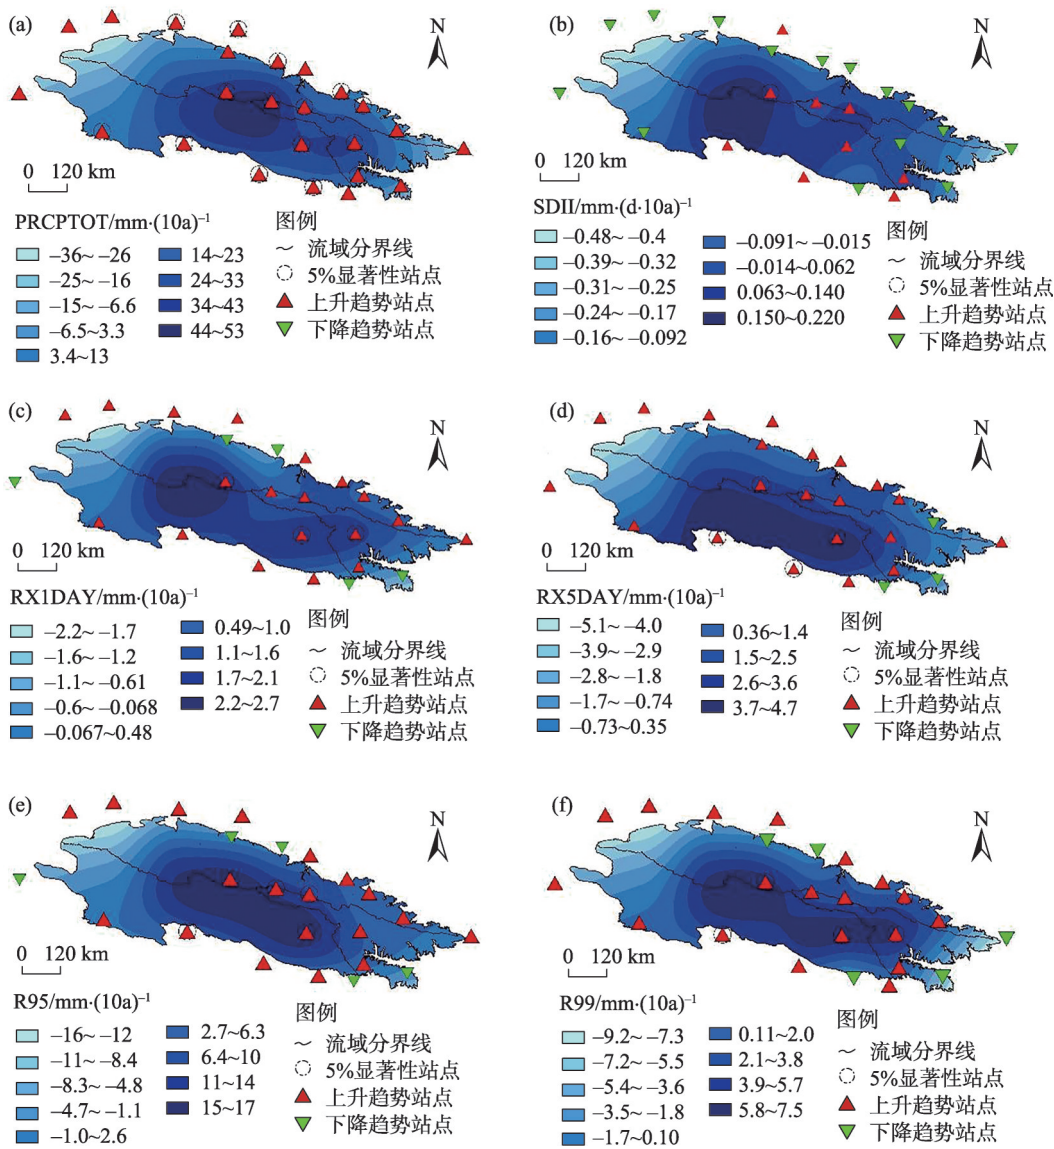 (a)
N
0 120 km
PRCPTOT/mm·(10a)⁻¹
图例
–36~ –26
–25~ –16
–15~ –6.6
–6.5~3.3
3.4~13
14~23
24~33
34~43
44~53
流域分界线
5%显著性站点
上升趋势站点
下降趋势站点
(b)
N
0 120 km
SDII/mm·(d·10a)⁻¹
图例
–0.48~ –0.4
–0.39~ –0.32
–0.31~ –0.25
–0.24~ –0.17
–0.16~ –0.092
–0.091~ –0.015
–0.014~0.062
0.063~0.140
0.150~0.220
流域分界线
5%显著性站点
上升趋势站点
下降趋势站点
(c)
N
0 120 km
RX1DAY/mm·(10a)⁻¹
图例
–2.2~ –1.7
–1.6~ –1.2
–1.1~ –0.61
–0.6~ –0.068
–0.067~0.48
0.49~1.0
1.1~1.6
1.7~2.1
2.2~2.7
流域分界线
5%显著性站点
上升趋势站点
下降趋势站点
(d)
N
0 120 km
RX5DAY/mm·(10a)⁻¹
图例
–5.1~ –4.0
–3.9~ –2.9
–2.8~ –1.8
–1.7~ –0.74
–0.73~0.35
0.36~1.4
1.5~2.5
2.6~3.6
3.7~4.7
流域分界线
5%显著性站点
上升趋势站点
下降趋势站点
(e)
N
0 120 km
R95/mm·(10a)⁻¹
图例
–16~ –12
–11~ –8.4
–8.3~ –4.8
–4.7~ –1.1
–1.0~2.6
2.7~6.3
6.4~10
11~14
15~17
流域分界线
5%显著性站点
上升趋势站点
下降趋势站点
(f)
N
0 120 km
R99/mm·(10a)⁻¹
图例
–9.2~ –7.3
–7.2~ –5.5
–5.4~ –3.6
–3.5~ –1.8
–1.7~0.10
0.11~2.0
2.1~3.8
3.9~5.7
5.8~7.5
流域分界线
5%显著性站点
上升趋势站点
下降趋势站点